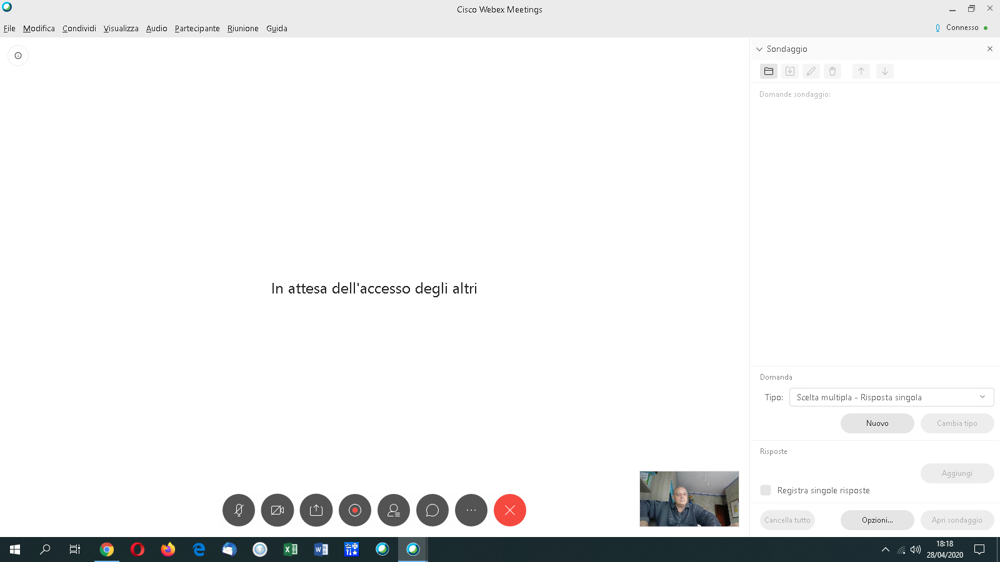 Cisco Webex Meetings
File Modifica Condividi Visualizza Audio Partecipante Riunione Guida
Connesso
Sondaggio
Domande sondaggio:
In attesa dell'accesso degli altri
Domanda
Tipo: Scelta multipla - Risposta singola
Nuovo Cambia tipo
Risposte
Aggiungi
Registra singole risposte
Cancella tutto Opzioni... Apri sondaggio
18:18
28/04/2020